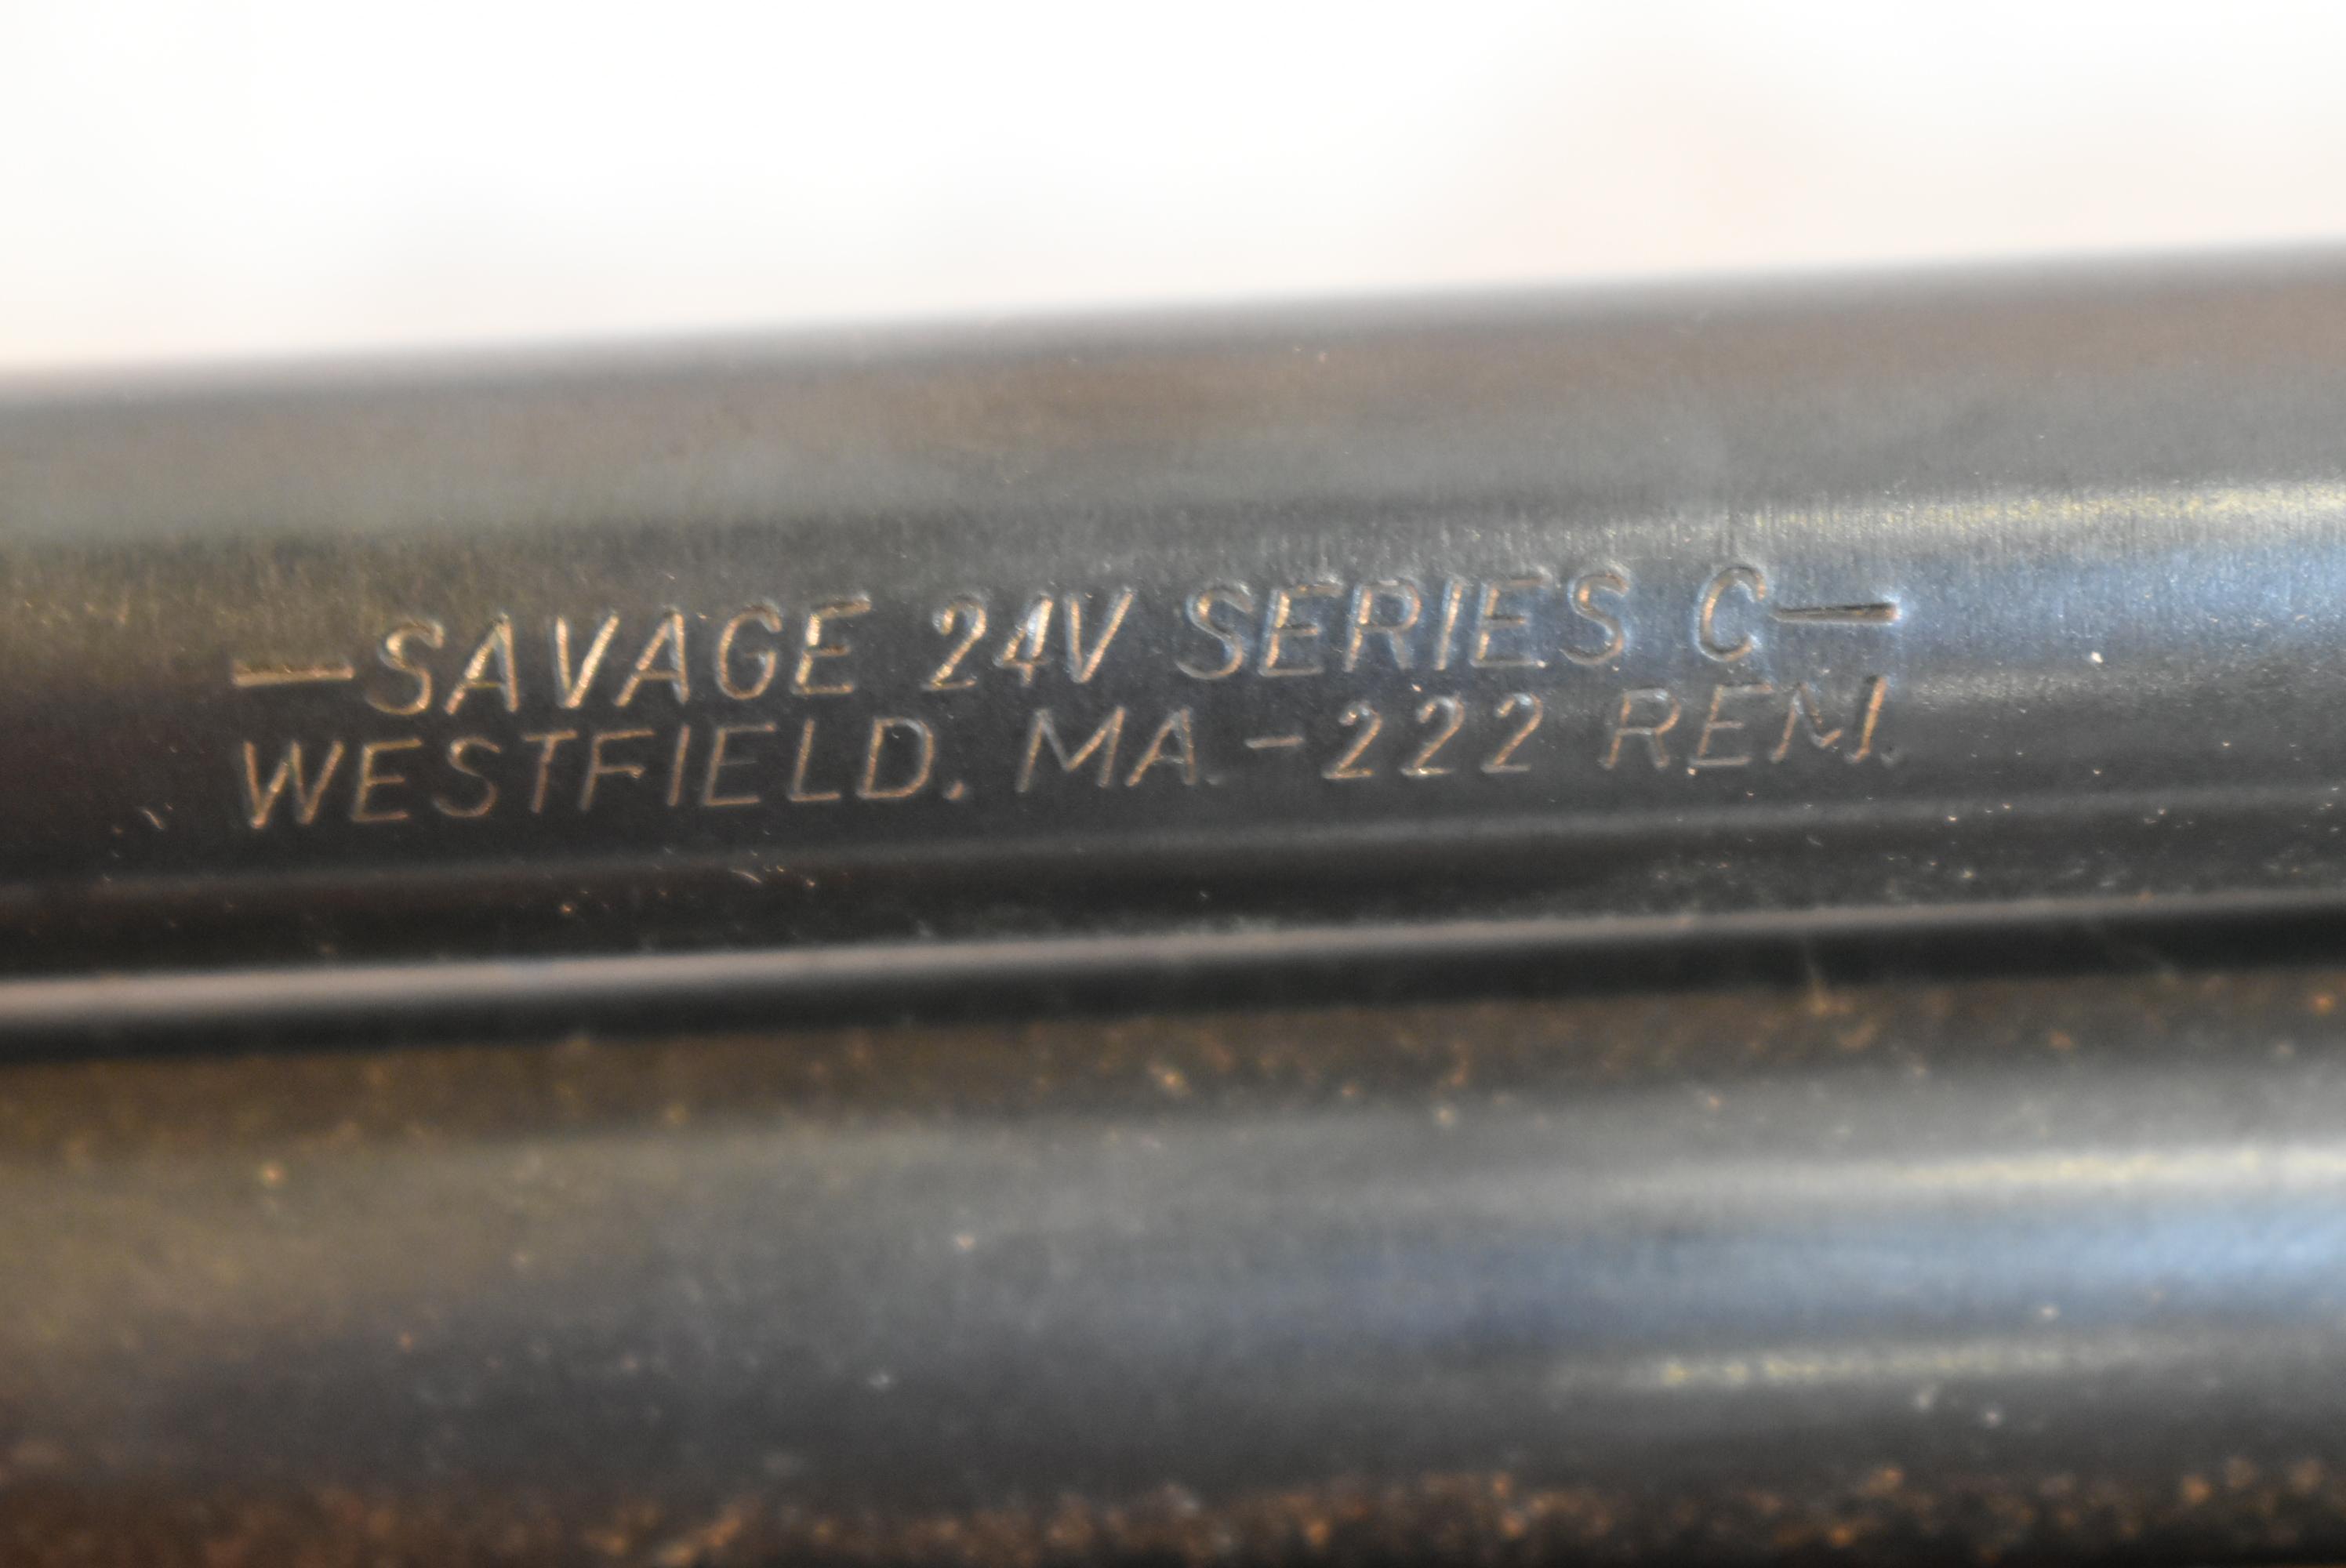 —SAVAGE 24V SERIES C—
WESTFIELD, MA.-222 REM.